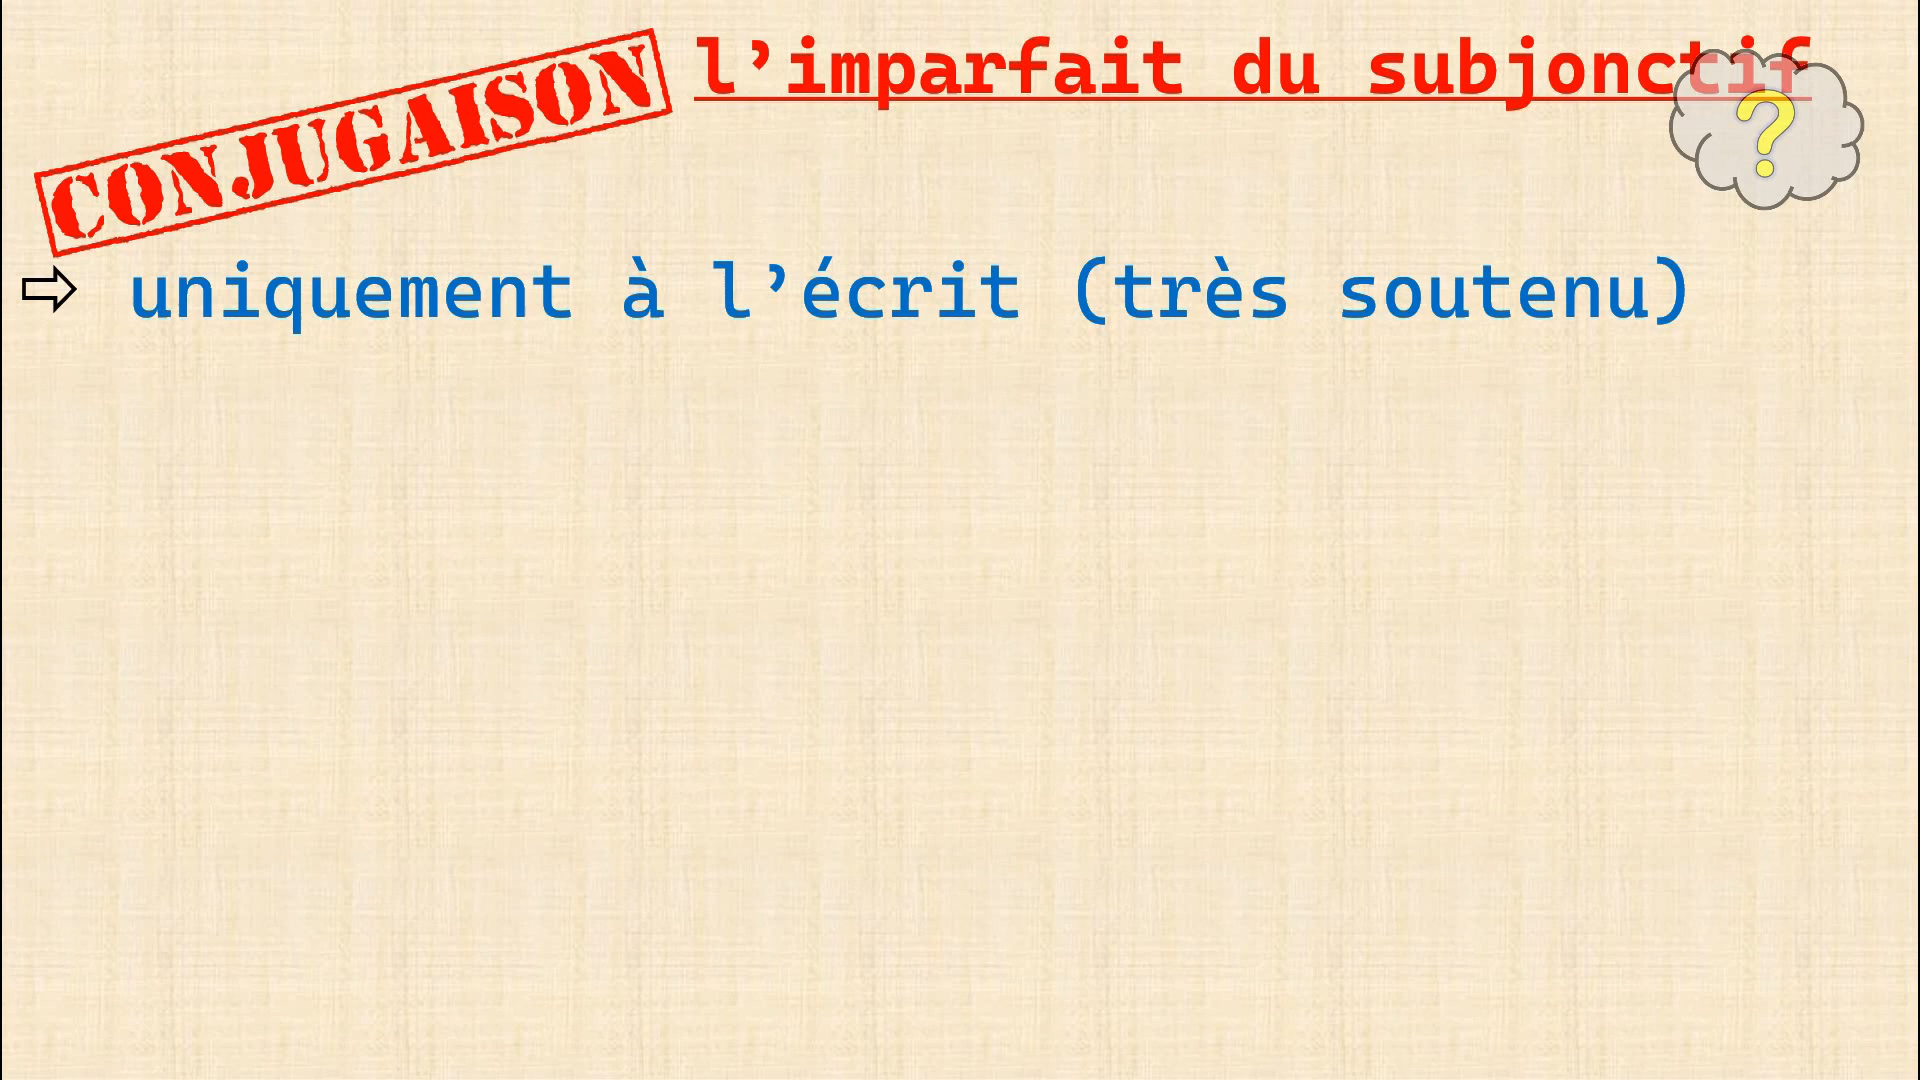 CONJUGAISON
l’imparfait du subjonctif
?
⇨ uniquement à l’écrit (très soutenu)